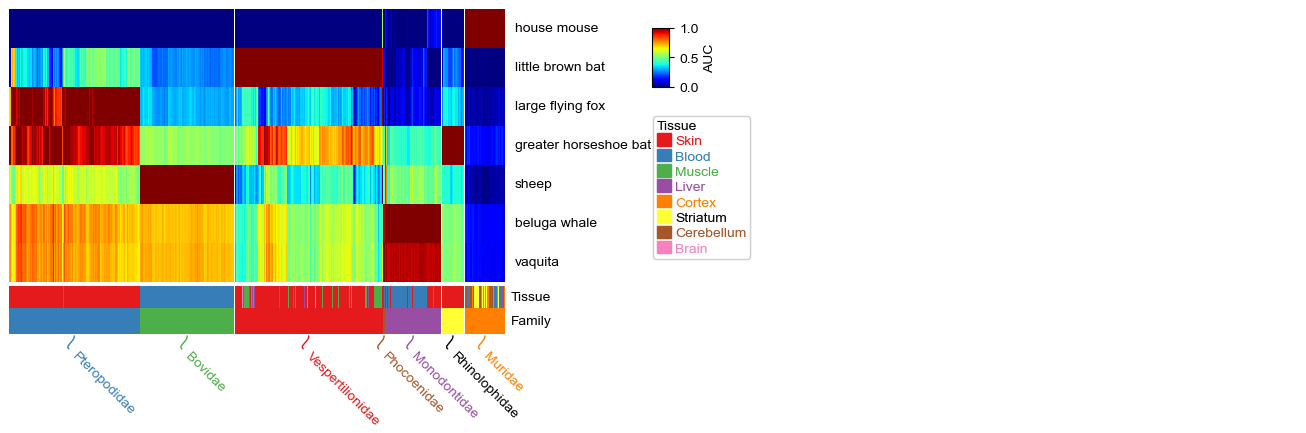 house mouse
little brown bat
large flying fox
greater horseshoe bat
sheep
beluga whale
vaquita
Tissue
Family
Pteropodidae
Bovidae
Vespertilionidae
Phocoenidae
Monodontidae
Rhinolophidae
Muridae
1.0
0.5
0.0
AUC
Tissue
Skin
Blood
Muscle
Liver
Cortex
Striatum
Cerebellum
Brain